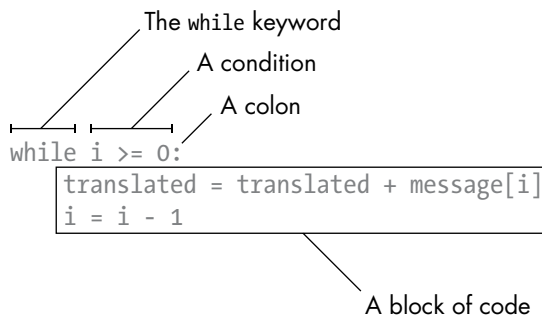 The while keyword
A condition
A colon
while i >= 0:
translated = translated + message[i]
i = i - 1
A block of code